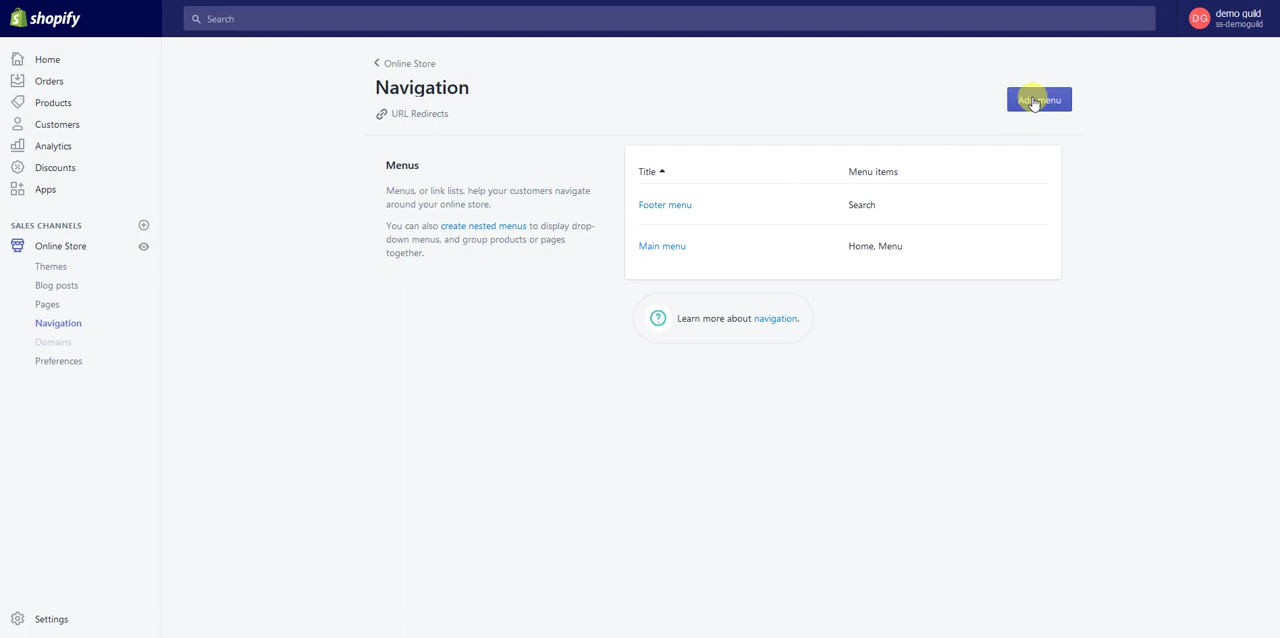 shopify
Search
DG
demo guild
ss-demoguild
Home
Orders
Products
Customers
Analytics
Discounts
Apps
SALES CHANNELS
Online Store
Themes
Blog posts
Pages
Navigation
Domains
Preferences
Settings
Online Store
Navigation
URL Redirects
Add menu
Menus
Menus, or link lists, help your customers navigate
around your online store.
You can also create nested menus to display drop-
down menus, and group products or pages
together.
Title
Menu items
Footer menu
Search
Main menu
Home, Menu
Learn more about navigation.